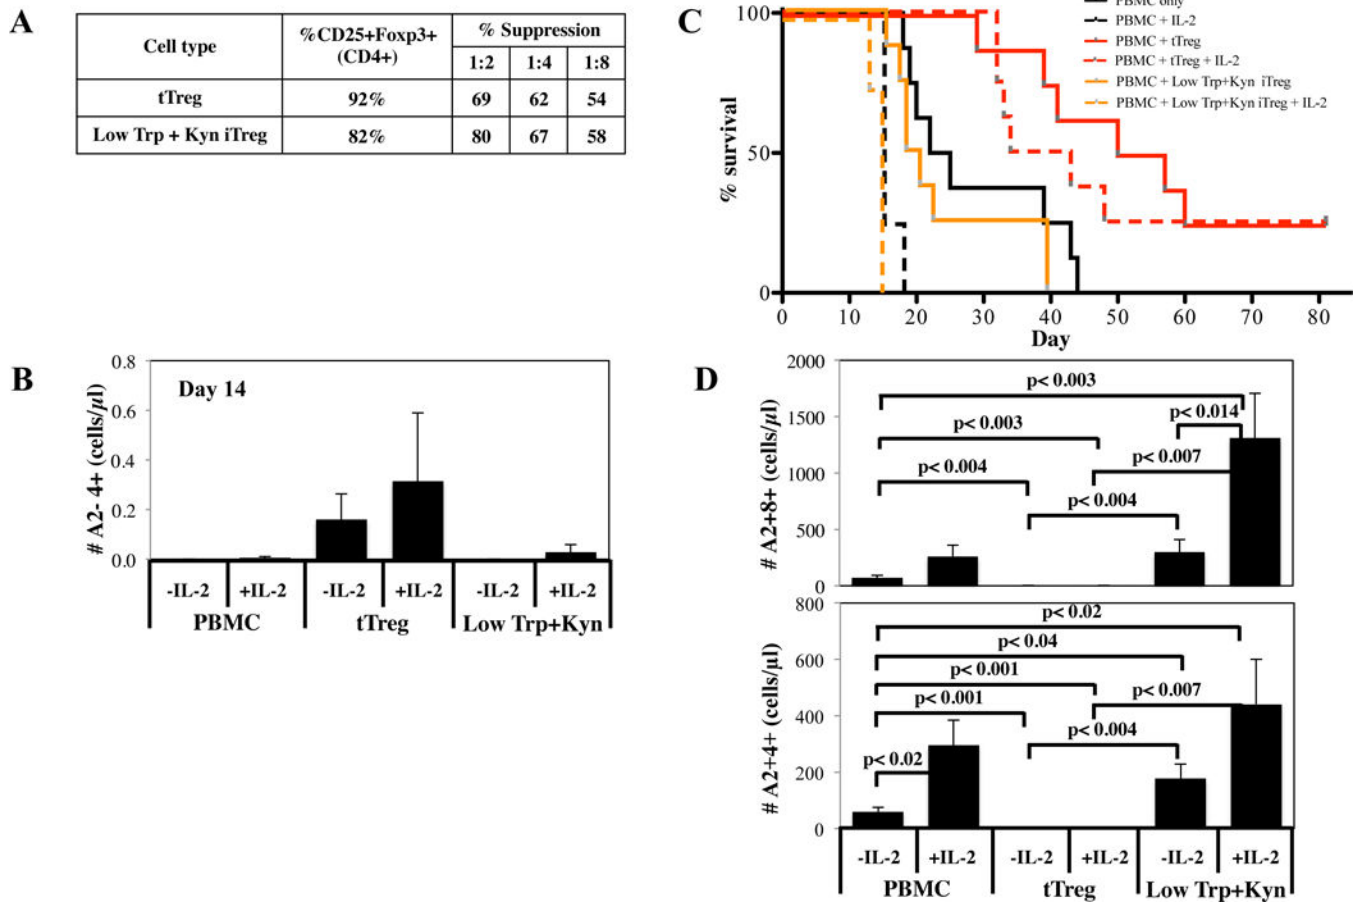 A
Cell type
%CD25+Foxp3+
(CD4+)
% Suppression
1:2 1:4 1:8
tTreg 92% 69 62 54
Low Trp + Kyn iTreg 82% 80 67 58
C
PBMC only
PBMC + IL-2
PBMC + tTreg
PBMC + tTreg + IL-2
PBMC + Low Trp+Kyn iTreg
PBMC + Low Trp+Kyn iTreg + IL-2
% survival
100
50
0
0 10 20 30 40 50 60 70 80
Day
B
Day 14
# A2- 4+ (cells/µl)
0.8
0.6
0.4
0.2
0.0
-IL-2 +IL-2 -IL-2 +IL-2 -IL-2 +IL-2
PBMC tTreg Low Trp+Kyn
D
# A2+8+ (cells/µl)
2000
1500
1000
500
0
p< 0.003
p< 0.014
p< 0.003
p< 0.007
p< 0.004
p< 0.004
# A2+4+ (cells/µl)
800
600
400
200
0
p< 0.02
p< 0.04
p< 0.001
p< 0.007
p< 0.001
p< 0.004
p< 0.02
-IL-2 +IL-2 -IL-2 +IL-2 -IL-2 +IL-2
PBMC tTreg Low Trp+Kyn